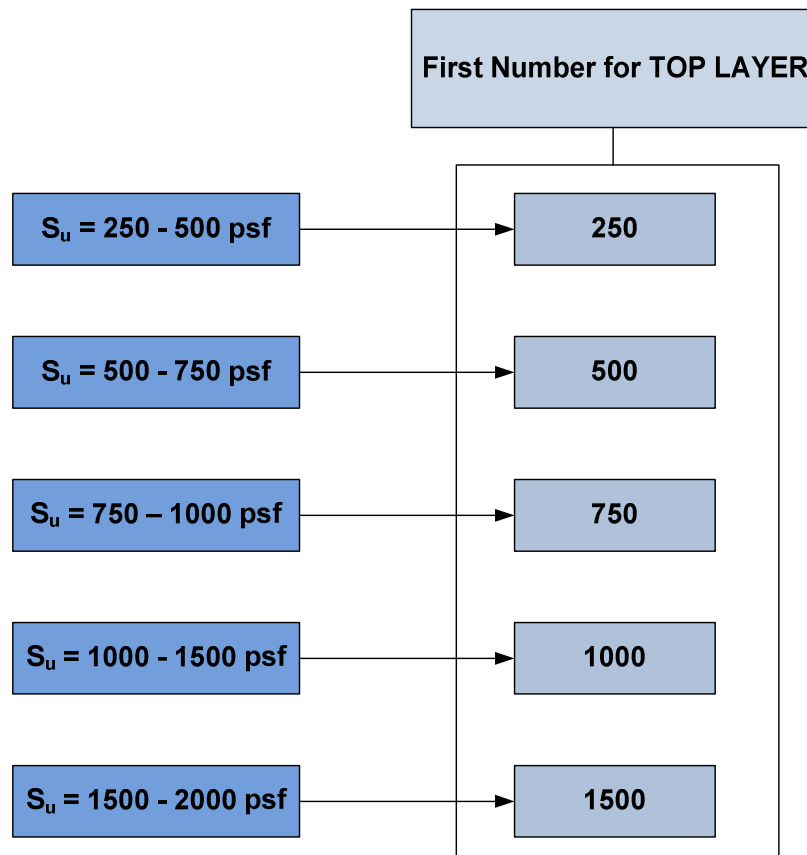 First Number for TOP LAYER
Su = 250 - 500 psf
250
Su = 500 - 750 psf
500
Su = 750 – 1000 psf
750
Su = 1000 - 1500 psf
1000
Su = 1500 - 2000 psf
1500